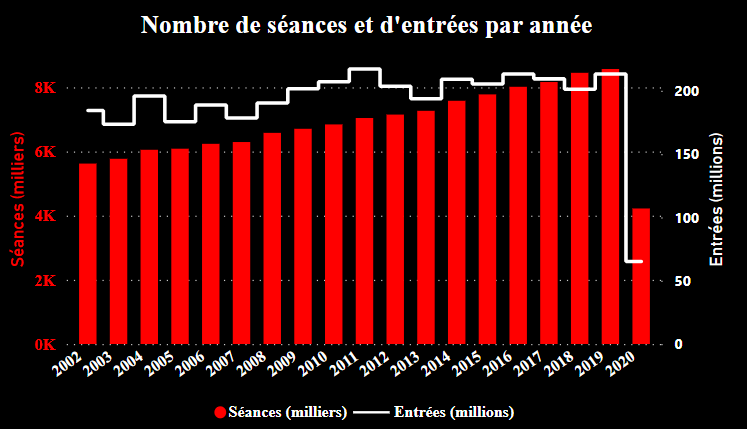 Nombre de séances et d'entrées par année
8K
6K
4K
2K
0K
Séances (milliers)
200
150
100
50
0
Entrées (millions)
2002 2003 2004 2005 2006 2007 2008 2009 2010 2011 2012 2013 2014 2015 2016 2017 2018 2019 2020
Séances (milliers) Entrées (millions)